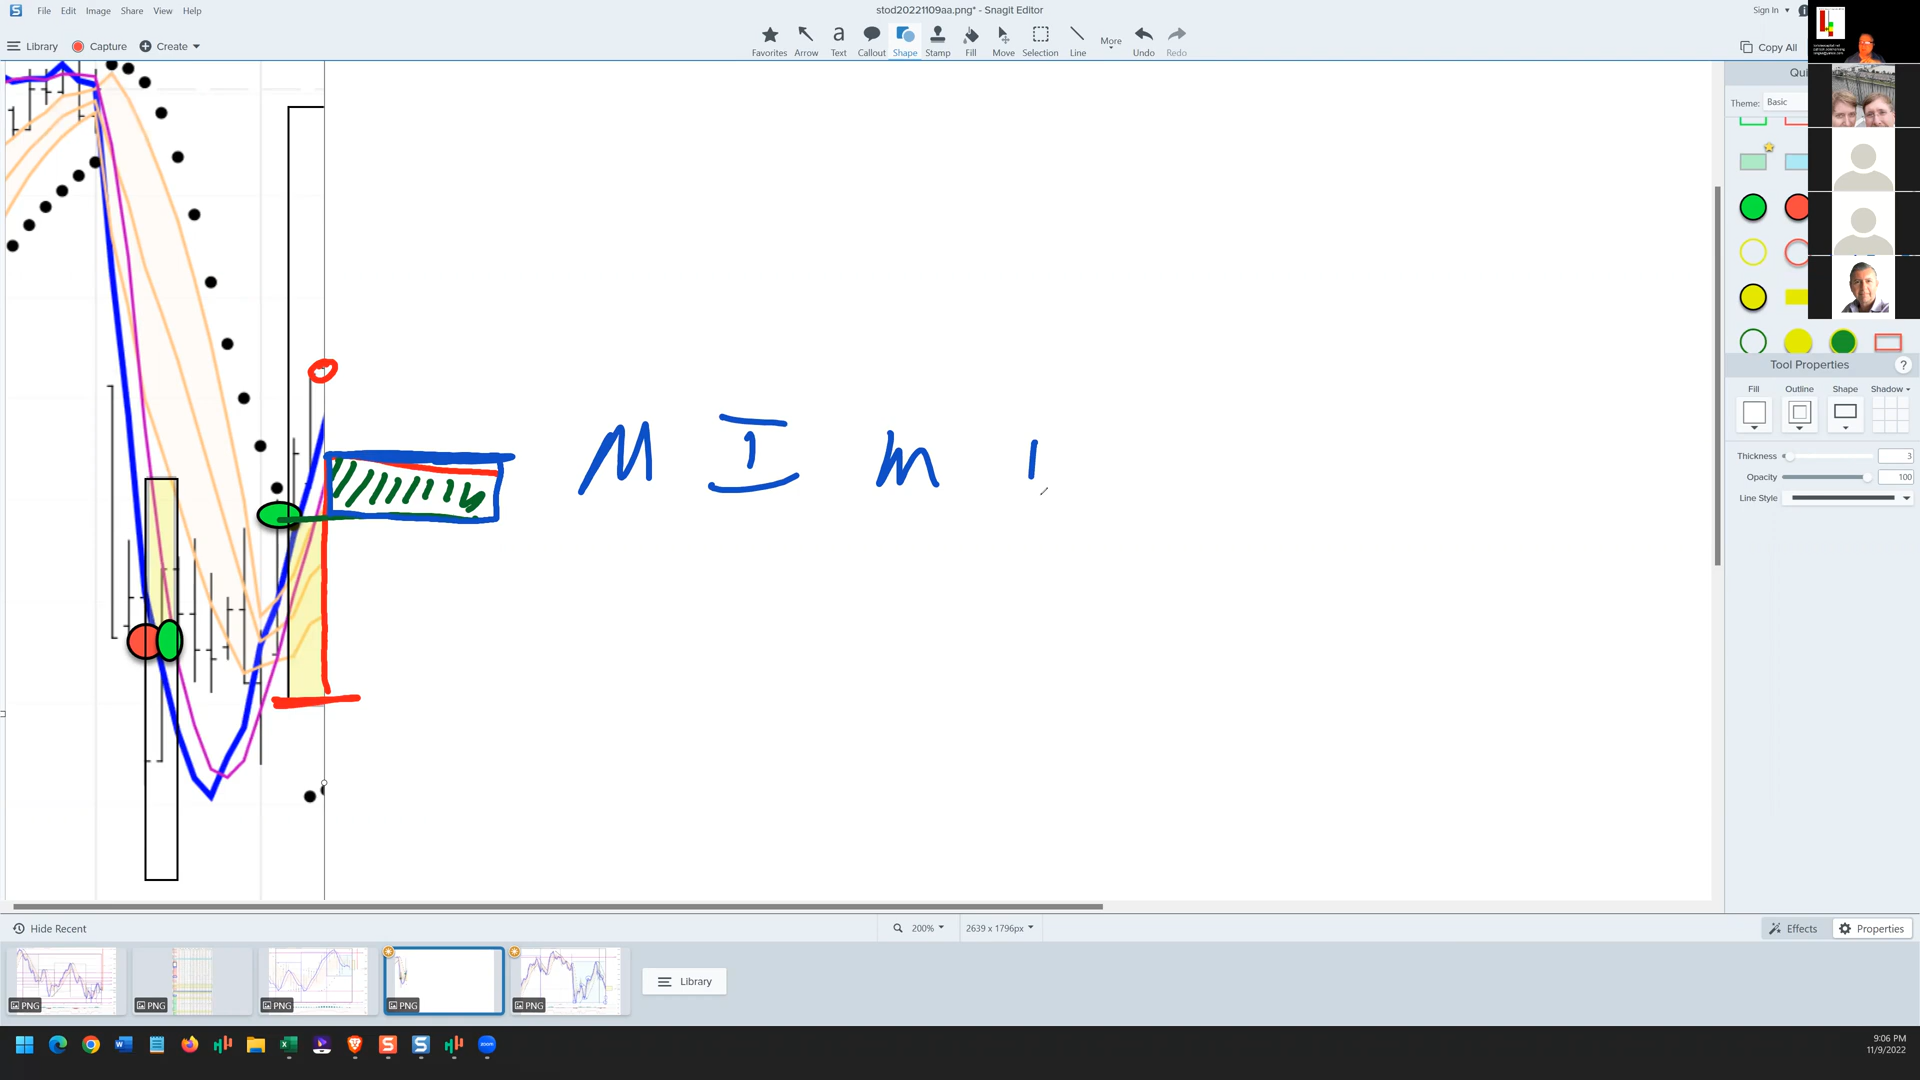 stod20221109aa.png* - Snagit Editor
File Edit Image Share View Help
Sign In
Library Capture Create
Favorites Arrow Text Callout Shape Stamp Fill Move Selection Line More Undo Redo
Copy All
Qui
Theme: Basic
M I m I
Tool Properties ?
Fill Outline Shape Shadow
Thickness 3
Opacity 100
Line Style
Hide Recent
200%
2639 x 1796px
Effects Properties
PNG PNG PNG PNG PNG
Library
zoom
9:06 PM
11/9/2022